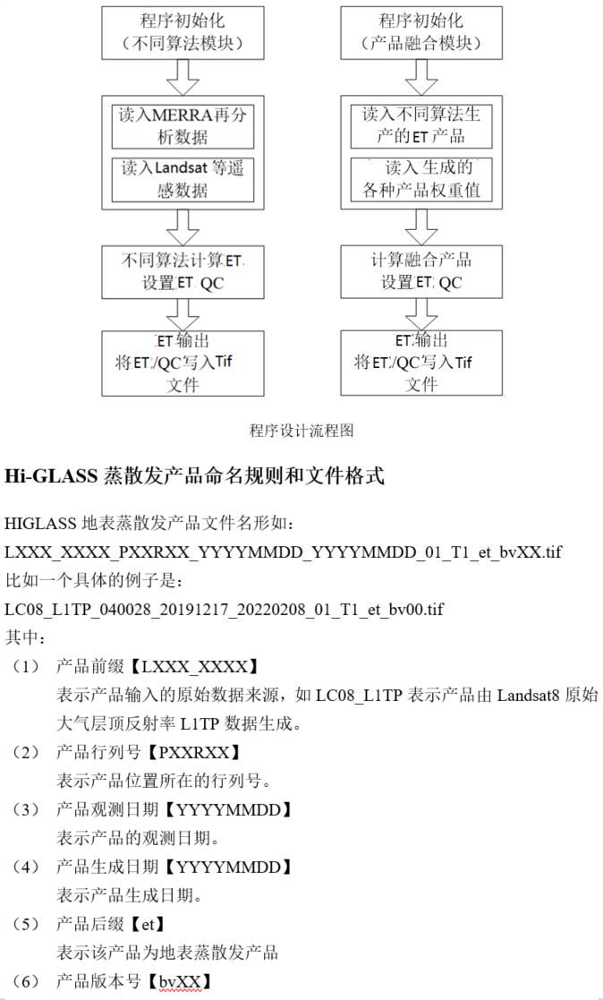 程序初始化
（不同算法模块）
读入MERRA再分
析数据
读入Landsat 等遥
感数据
不同算法计算ET
设置ET QC
ET 输出
将ET/QC写入Tif
文件
程序初始化
（产品融合模块）
读入不同算法生
产的ET 产品
读入 生成的
各种产品权重值
计算融合产品
设置ET QC
ET输出
将ET/QC写入Tif
文件
程序设计流程图
Hi-GLASS 蒸散发产品命名规则和文件格式
HIGLASS 地表蒸散发产品文件名形如：
LXXX_XXXX_PXXRXX_YYYYMMDD_YYYYMMDD_01_T1_et_bvXX.tif
比如一个具体的例子是：
LC08_L1TP_040028_20191217_20220208_01_T1_et_bv00.tif
其中：
（1） 产品前缀【LXXX_XXXX】
表示产品输入的原始数据来源，如 LC08_L1TP 表示产品由 Landsat8 原始
大气层顶反射率 L1TP 数据生成。
（2） 产品行列号【PXXRXX】
表示产品位置所在的行列号。
（3） 产品观测日期【YYYYMMDD】
表示产品的观测日期。
（4） 产品生成日期【YYYYMMDD】
表示产品生成日期。
（5） 产品后缀【et】
表示该产品为地表蒸散发产品
（6） 产品版本号【bvXX】